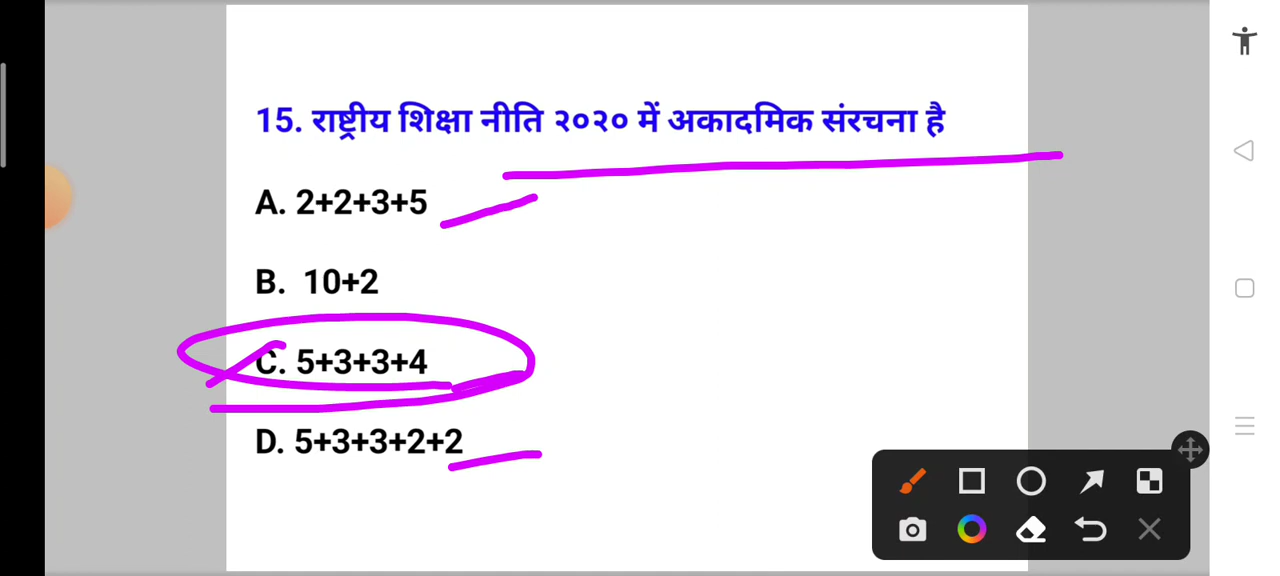 15. राष्ट्रीय शिक्षा नीति २०२० में अकादमिक संरचना है
A. 2+2+3+5
B. 10+2
C. 5+3+3+4
D. 5+3+3+2+2